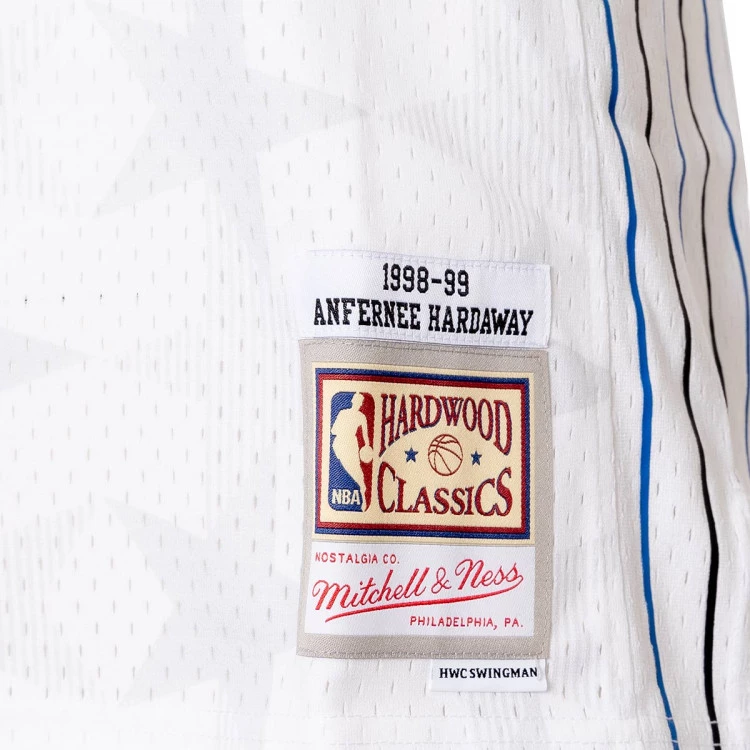 1998-99
ANFERNEE HARDAWAY
HARDWOOD
NBA
CLASSICS
NOSTALGIA CO.
Mitchell & Ness
PHILADELPHIA, PA.
HWC SWINGMAN